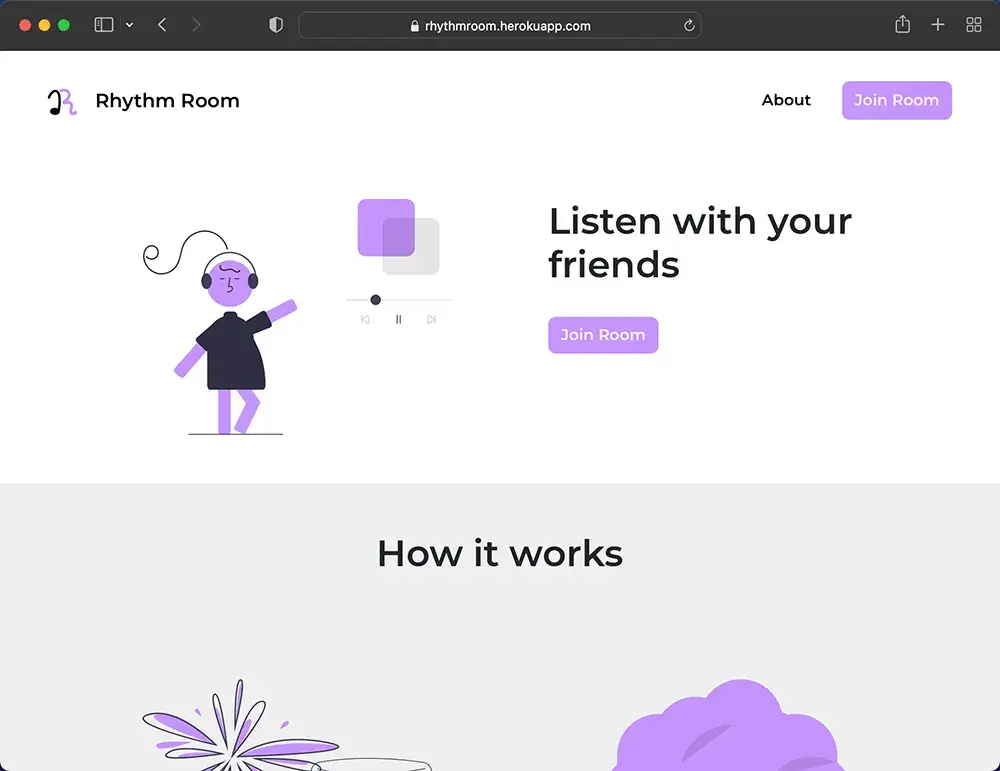 rhythmroom.herokuapp.com
Rhythm Room
About
Join Room
Listen with your
friends
Join Room
How it works